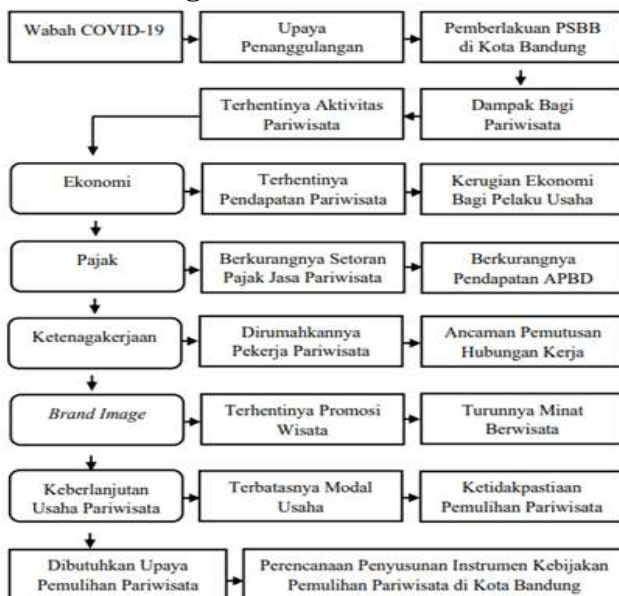 Wabah COVID-19
Upaya
Penanggulangan
Pemberlakuan PSBB
di Kota Bandung
Terhentinya Aktivitas
Pariwisata
Dampak Bagi
Pariwisata
Ekonomi
Terhentinya
Pendapatan Pariwisata
Kerugian Ekonomi
Bagi Pelaku Usaha
Pajak
Berkurangnya Setoran
Pajak Jasa Pariwisata
Berkurangnya
Pendapatan APBD
Ketenagakerjaan
Dirumahkannya
Pekerja Pariwisata
Ancaman Pemutusan
Hubungan Kerja
Brand Image
Terhentinya Promosi
Wisata
Turunnya Minat
Berwisata
Keberlanjutan
Usaha Pariwisata
Terbatasnya Modal
Usaha
Ketidakpastiaan
Pemulihan Pariwisata
Dibutuhkan Upaya
Pemulihan Pariwisata
Perencanaan Penyusunan Instrumen Kebijakan
Pemulihan Pariwisata di Kota Bandung